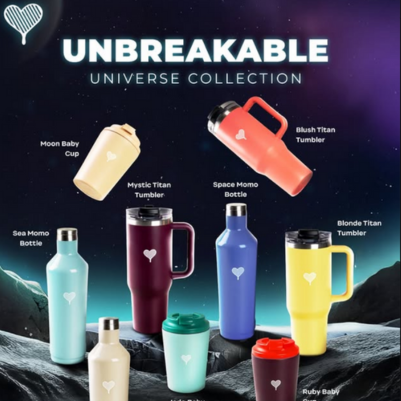 UNBREAKABLE
UNIVERSE COLLECTION
Moon Baby
Cup
Blush Titan
Tumbler
Mystic Titan
Tumbler
Space Momo
Bottle
Sea Momo
Bottle
Blonde Titan
Tumbler
Ruby Baby